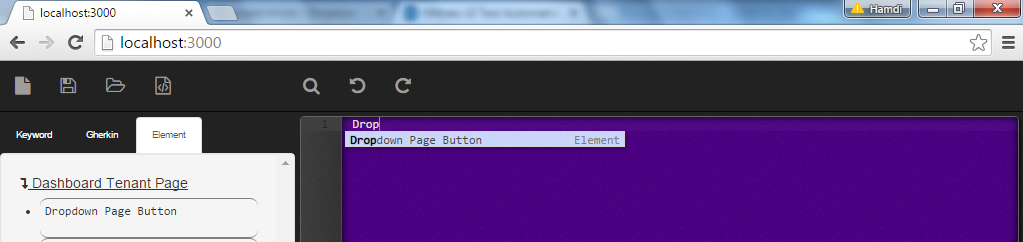 localhost:3000
Hamdi
localhost:3000
Keyword Gherkin Element
1 Drop
Dropdown Page Button Element
Dashboard Tenant Page
Dropdown Page Button